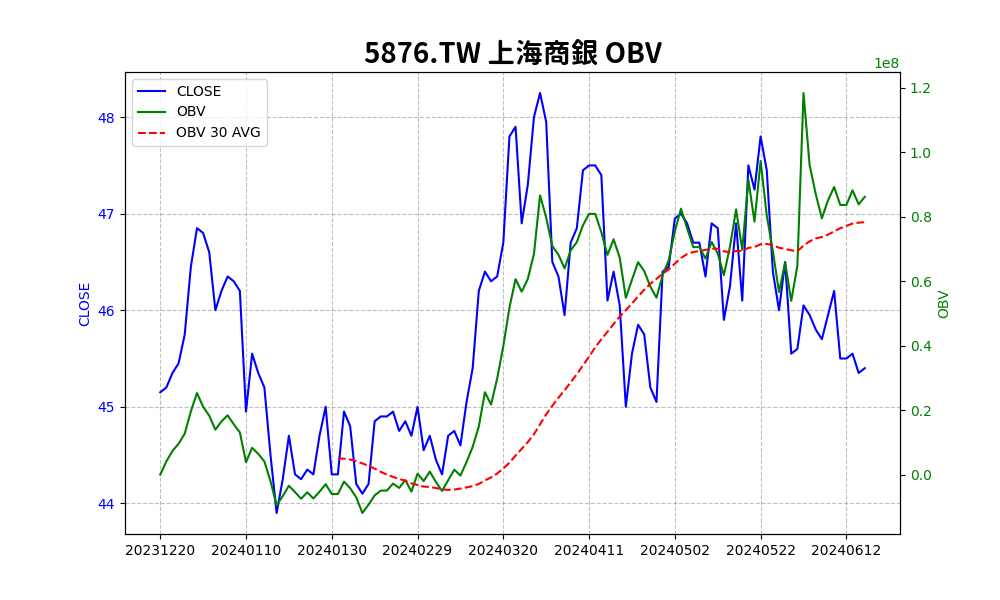 5876.TW 上海商銀 OBV
1e8
CLOSE
OBV
OBV 30 AVG
48
47
46
45
44
CLOSE
1.2
1.0
0.8
0.6
0.4
0.2
0.0
OBV
20231220 20240110 20240130 20240229 20240320 20240411 20240502 20240522 20240612